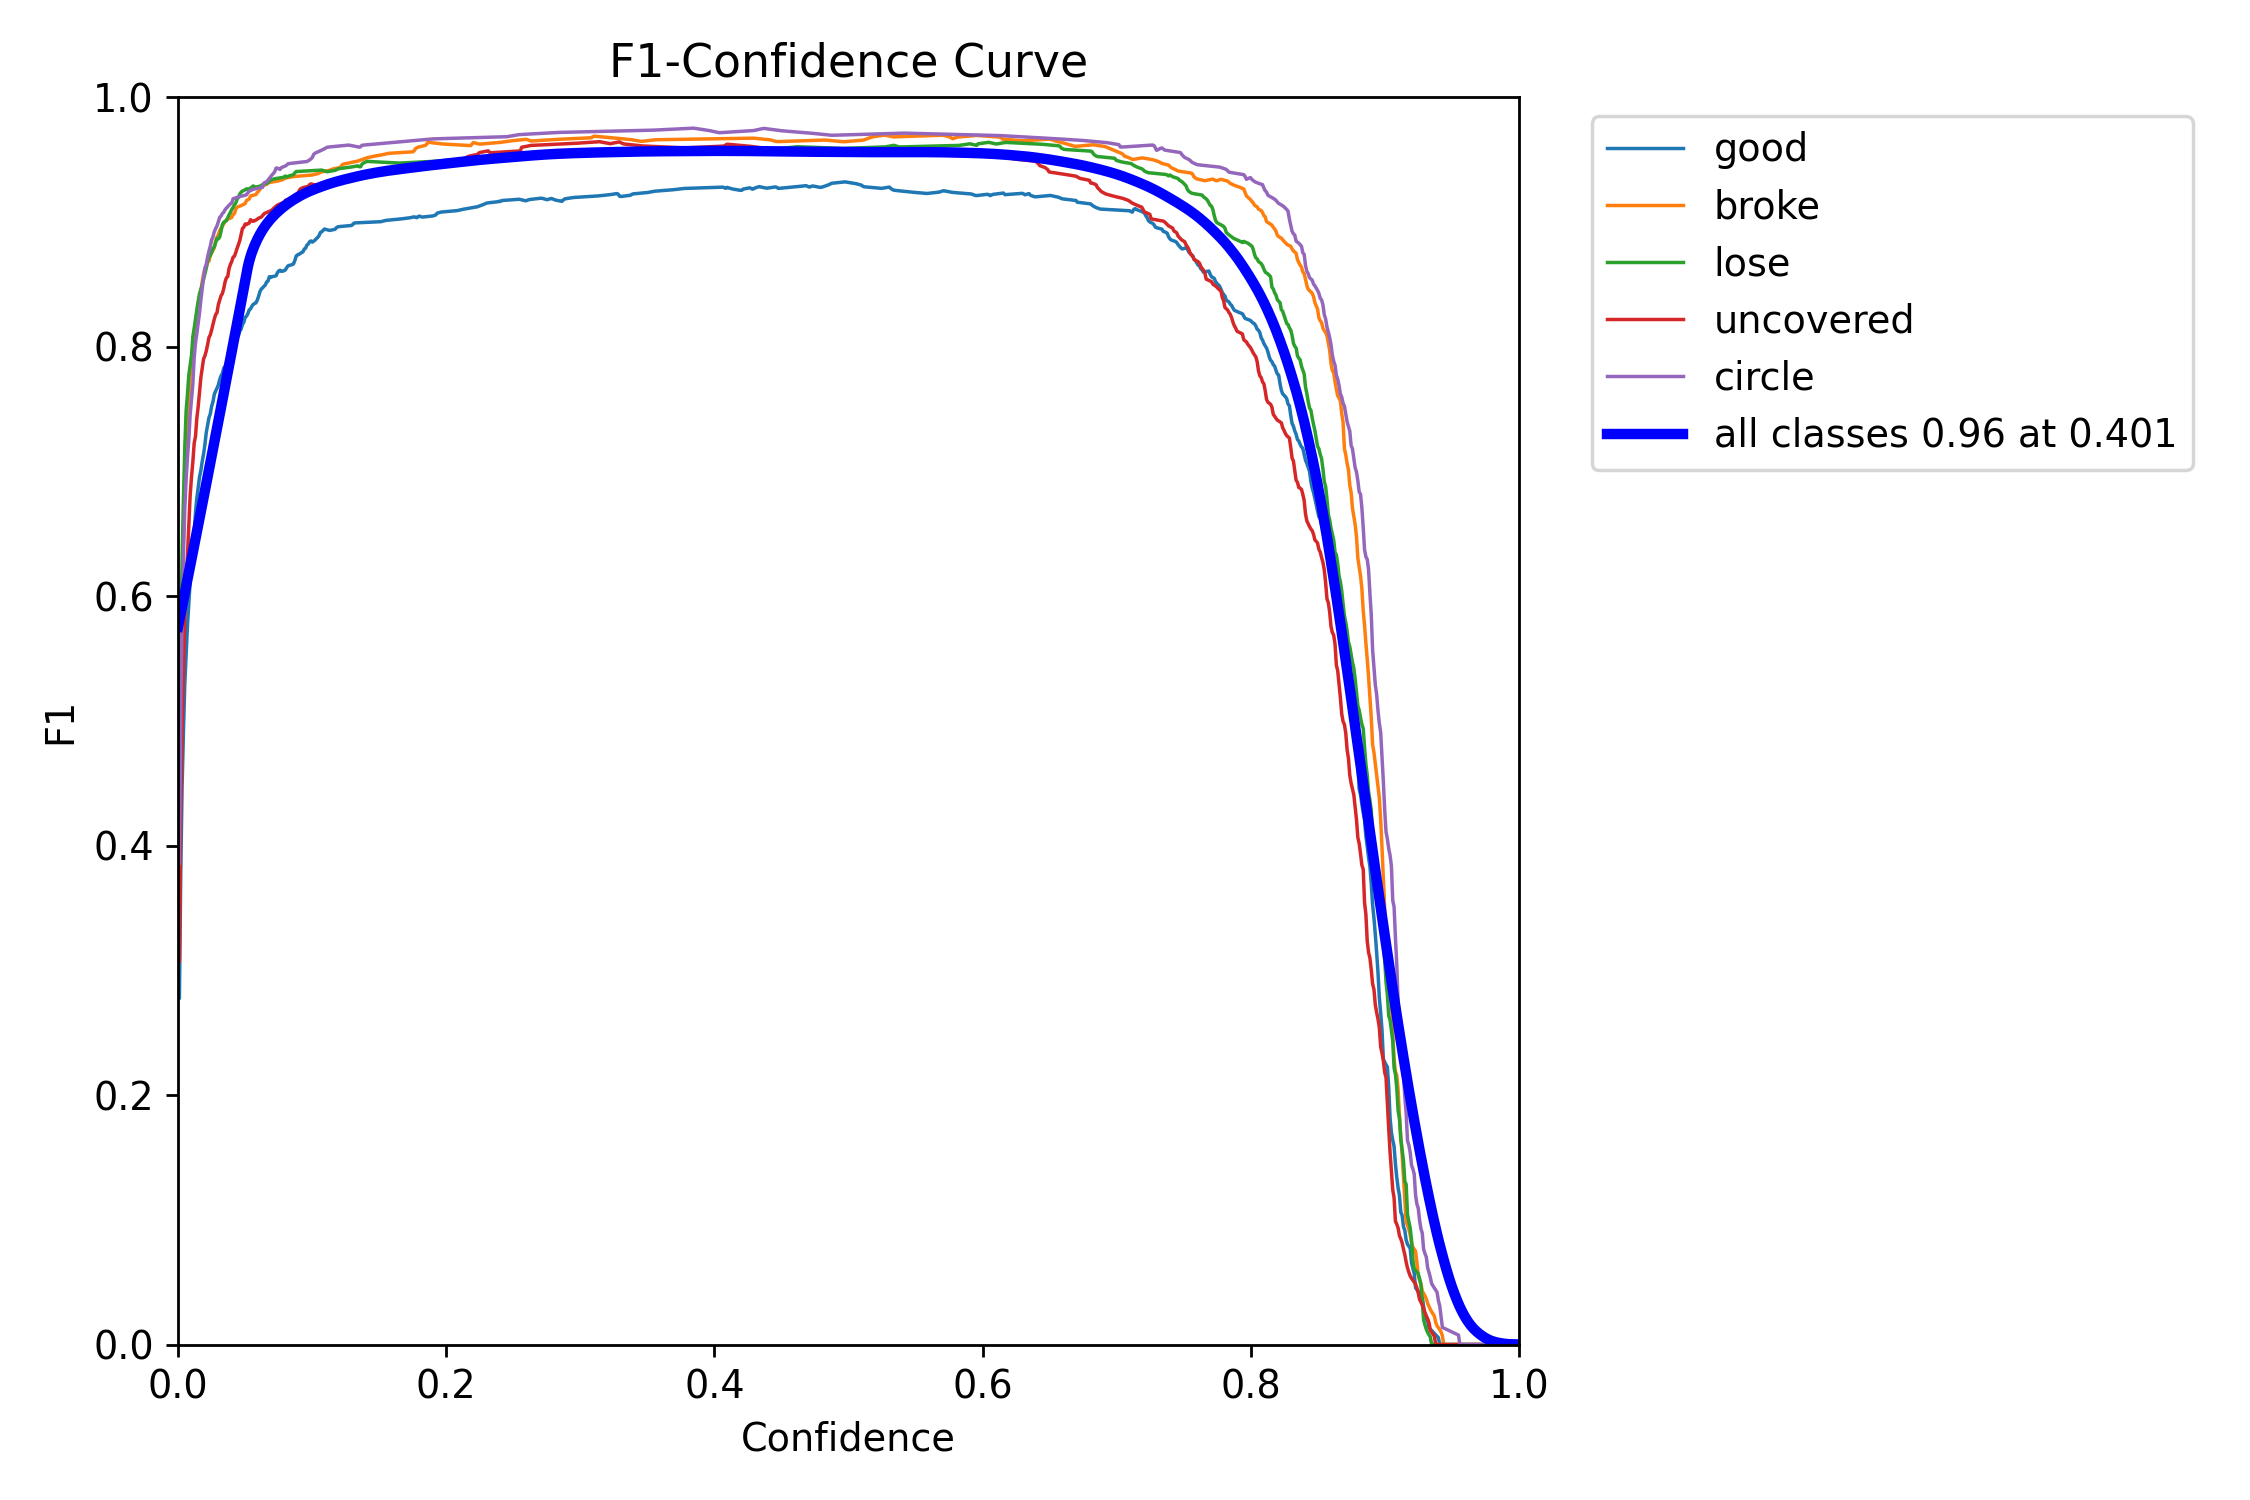 F1-Confidence Curve
1.0
0.8
0.6
0.4
0.2
0.0
F1
0.0 0.2 0.4 0.6 0.8 1.0
Confidence
good
broke
lose
uncovered
circle
all classes 0.96 at 0.401